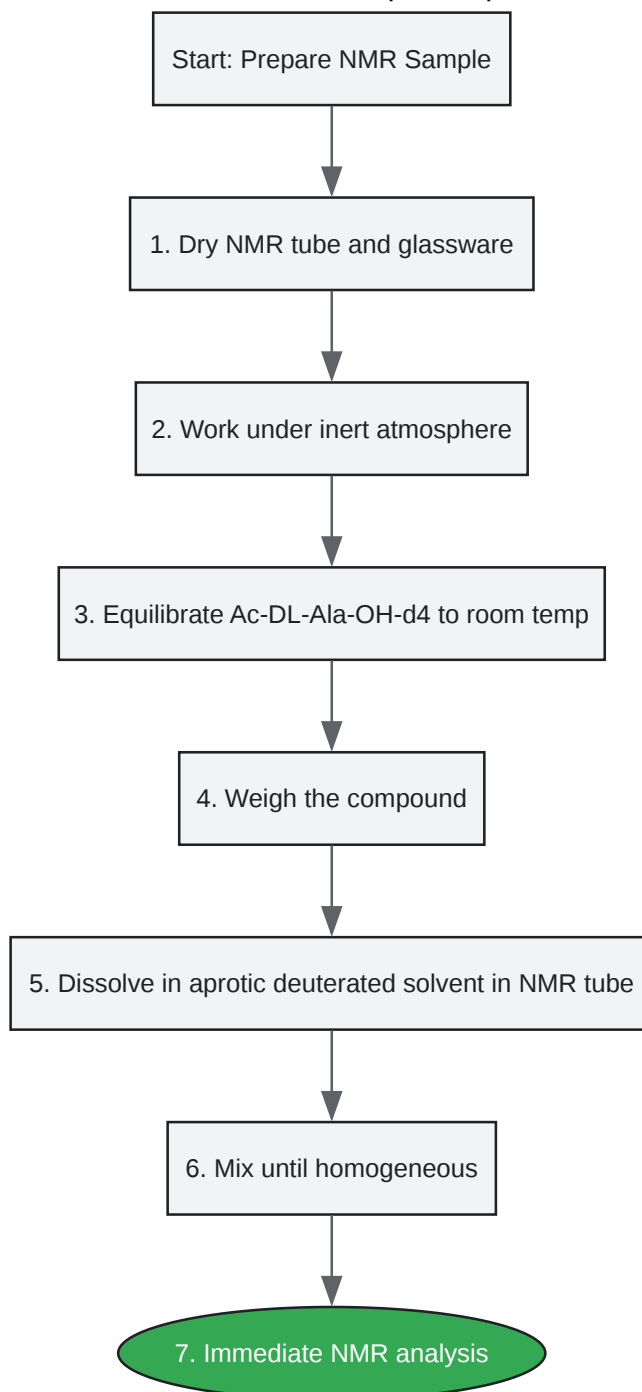 Start: Prepare NMR Sample
1. Dry NMR tube and glassware
2. Work under inert atmosphere
3. Equilibrate Ac-DL-Ala-OH-d4 to room temp
4. Weigh the compound
5. Dissolve in aprotic deuterated solvent in NMR tube
6. Mix until homogeneous
7. Immediate NMR analysis